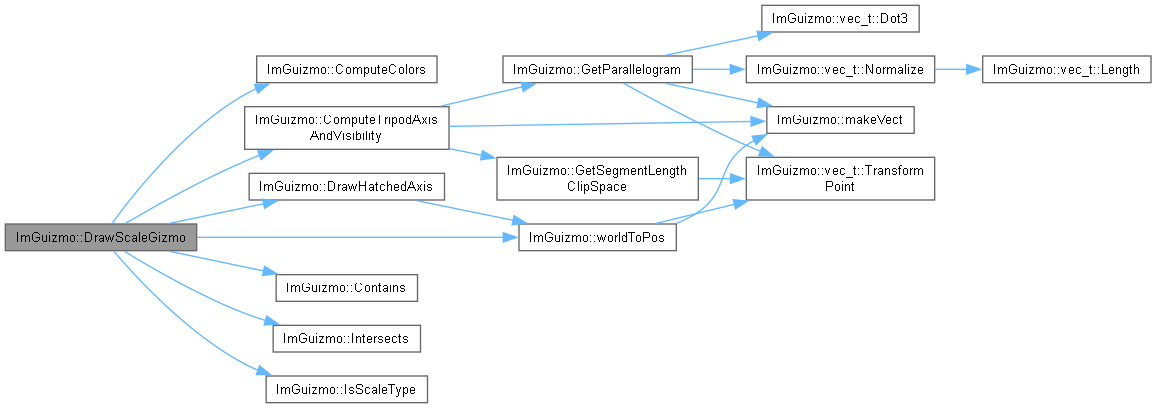 ImGuizmo::DrawScaleGizmo
ImGuizmo::ComputeColors
ImGuizmo::ComputeTripodAxis
AndVisibility
ImGuizmo::DrawHatchedAxis
ImGuizmo::Contains
ImGuizmo::Intersects
ImGuizmo::IsScaleType
ImGuizmo::GetParallelogram
ImGuizmo::GetSegmentLength
ClipSpace
ImGuizmo::worldToPos
ImGuizmo::vec_t::Dot3
ImGuizmo::vec_t::Normalize
ImGuizmo::makeVect
ImGuizmo::vec_t::Transform
Point
ImGuizmo::vec_t::Length